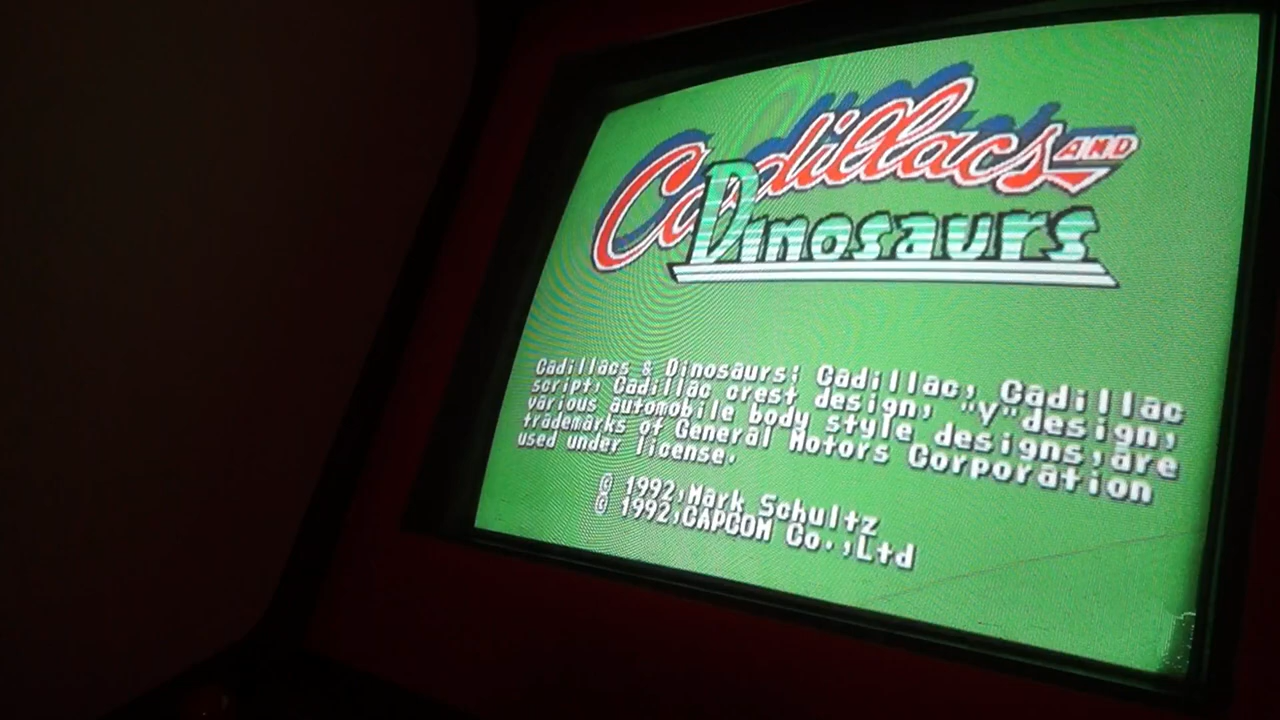 Cadillacs AND
Dinosaurs
Cadillacs & Dinosaurs; Cadillac, Cadillac
script, Cadillac crest design, "V"design,
various automobile body style designs,are
trademarks of General Motors Corporation
used under license.
© 1992,Mark Schultz
© 1992,CAPCOM Co.,Ltd